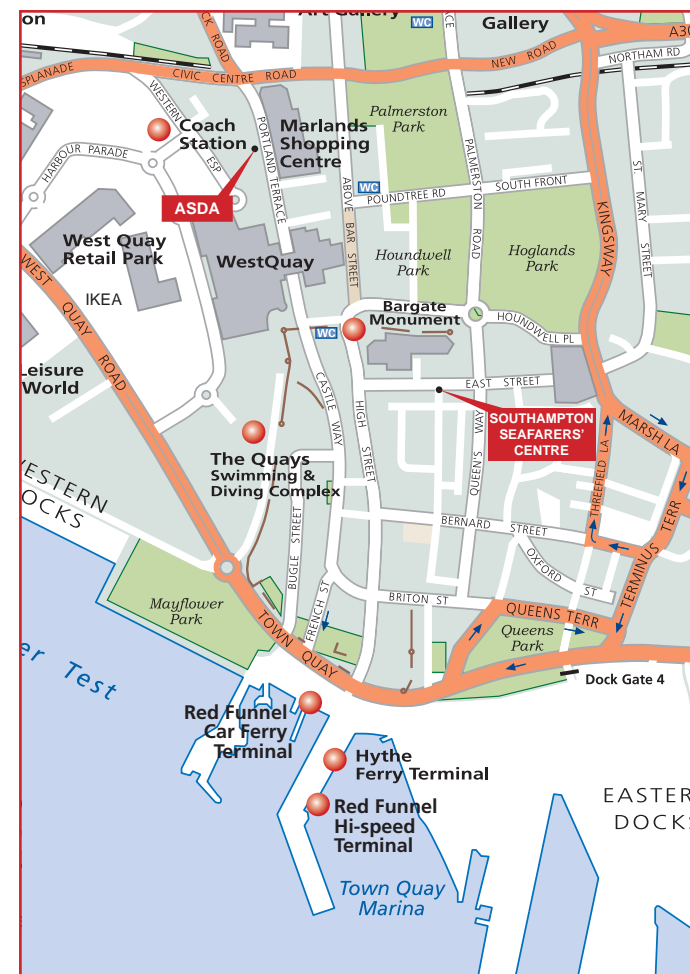 on
Art Gallery
WC
Gallery
CK ROAD
A30
NORTHAM RD
NEW ROAD
ESPLANADE
CIVIC CENTRE ROAD
WESTERN
ESP
Palmerston
Park
Coach
Station
Marlands
Shopping
Centre
PORTLAND TERRACE
HARBOUR PARADE
PALMERSTON
ROAD
ST. MARY STREET
ASDA
WC
ABOVE BAR STREET
POUNDTREE RD
SOUTH FRONT
KINGSWAY
West Quay
Retail Park
WestQuay
Houndwell
Park
Hoglands
Park
IKEA
WEST QUAY ROAD
Bargate
Monument
WC
HOUNDWELL PL
Leisure
World
CASTLE WAY
HIGH STREET
EAST STREET
QUEEN'S WAY
SOUTHAMPTON
SEAFARERS'
CENTRE
MARSH LA
THREEFIELD LA
The Quays
Swimming &
Diving Complex
WESTERN
DOCKS
BERNARD STREET
BUGLE STREET
OXFORD ST
TERMINUS TERR
FRENCH ST
BRITON ST
Mayflower
Park
QUEENS TERR
Queens
Park
TOWN QUAY
er Test
Dock Gate 4
Red Funnel
Car Ferry
Terminal
Hythe
Ferry Terminal
EASTER
DOCKS
Red Funnel
Hi-speed
Terminal
Town Quay
Marina